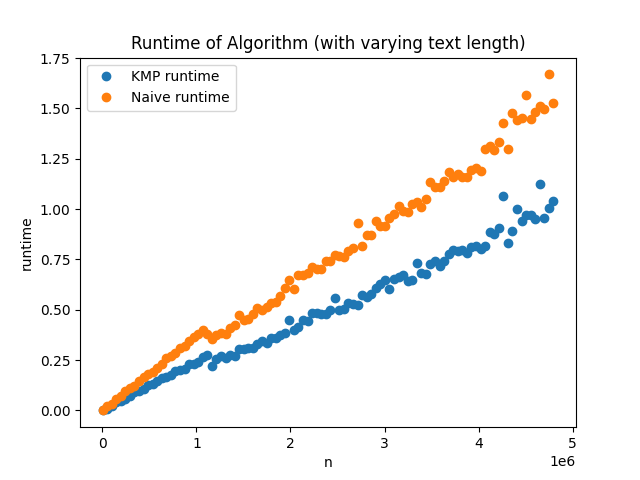 Runtime of Algorithm (with varying text length)
KMP runtime
Naive runtime
runtime
1.75
1.50
1.25
1.00
0.75
0.50
0.25
0.00
0
1
2
3
4
5
1e6
n